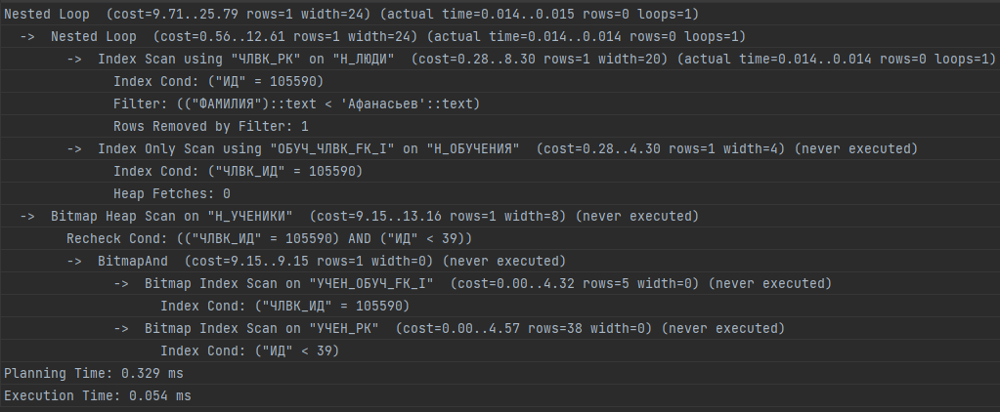 Nested Loop  (cost=9.71..25.79 rows=1 width=24) (actual time=0.014..0.015 rows=0 loops=1)
  ->  Nested Loop  (cost=0.56..12.61 rows=1 width=24) (actual time=0.014..0.014 rows=0 loops=1)
        ->  Index Scan using "ЧЛВК_PK" on "Н_ЛЮДИ"  (cost=0.28..8.30 rows=1 width=20) (actual time=0.014..0.014 rows=0 loops=1)
              Index Cond: ("ИД" = 105590)
              Filter: (("ФАМИЛИЯ")::text < 'Афанасьев'::text)
              Rows Removed by Filter: 1
        ->  Index Only Scan using "ОБУЧ_ЧЛВК_FK_I" on "Н_ОБУЧЕНИЯ"  (cost=0.28..4.30 rows=1 width=4) (never executed)
              Index Cond: ("ЧЛВК_ИД" = 105590)
              Heap Fetches: 0
  ->  Bitmap Heap Scan on "Н_УЧЕНИКИ"  (cost=9.15..13.16 rows=1 width=8) (never executed)
        Recheck Cond: (("ЧЛВК_ИД" = 105590) AND ("ИД" < 39))
        ->  BitmapAnd  (cost=9.15..9.15 rows=1 width=0) (never executed)
              ->  Bitmap Index Scan on "УЧЕН_ОБУЧ_FK_I"  (cost=0.00..4.32 rows=5 width=0) (never executed)
                    Index Cond: ("ЧЛВК_ИД" = 105590)
              ->  Bitmap Index Scan on "УЧЕН_PK"  (cost=0.00..4.57 rows=38 width=0) (never executed)
                    Index Cond: ("ИД" < 39)
Planning Time: 0.329 ms
Execution Time: 0.054 ms